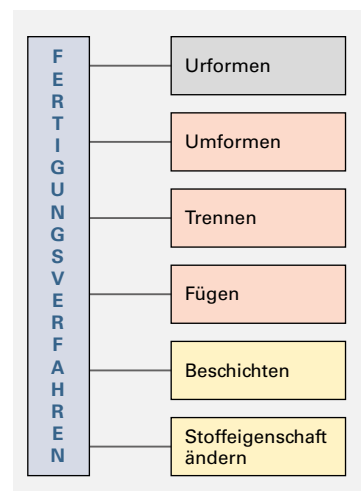 FERTIGUNGSVERFAHREN
Urformen
Umformen
Trennen
Fügen
Beschichten
Stoffeigenschaft
ändern